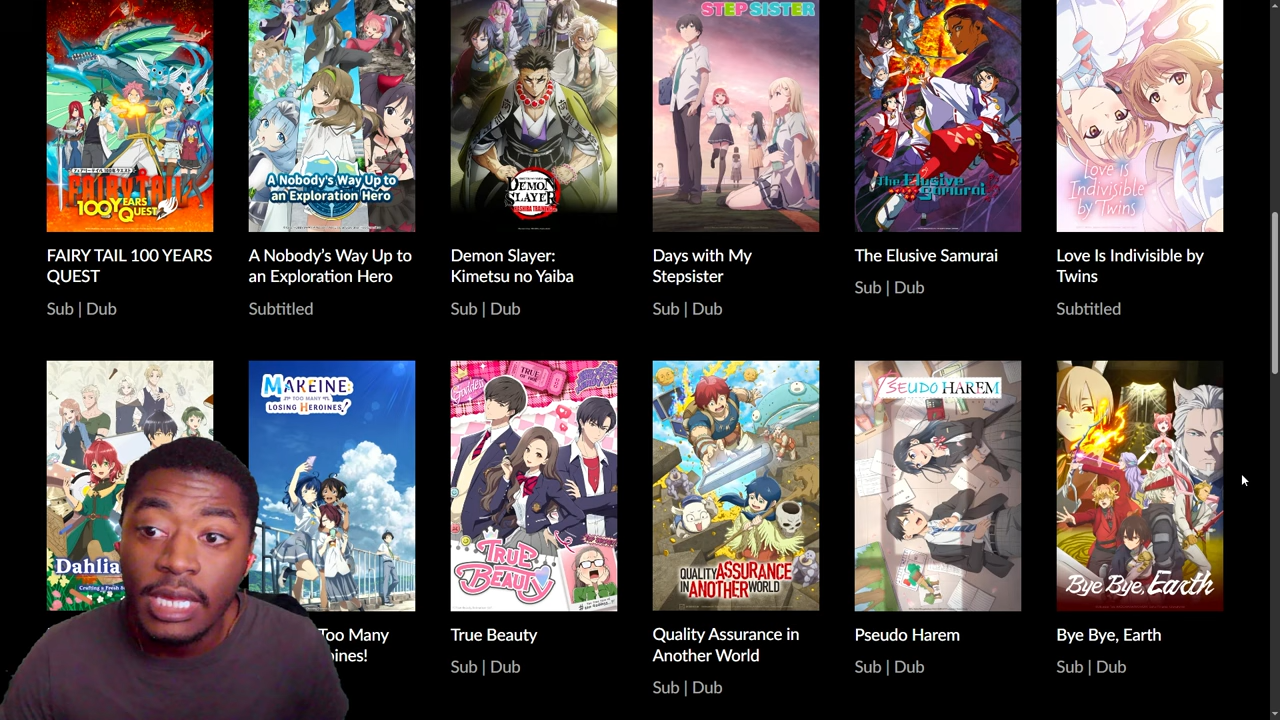 STEP SISTER
FAIRY TAIL
100 YEARS
QUEST
A Nobody's Way Up to
an Exploration Hero
DEMON
SLAYER
The Elusive
Samurai
Love is
Indivisible
by Twins
FAIRY TAIL 100 YEARS
QUEST
Sub | Dub
A Nobody's Way Up to
an Exploration Hero
Subtitled
Demon Slayer:
Kimetsu no Yaiba
Sub | Dub
Days with My
Stepsister
Sub | Dub
The Elusive Samurai
Sub | Dub
Love Is Indivisible by
Twins
Subtitled
Dahlia
MAKEINE
TOO MANY
LOSING HEROINES!
TRUE
BEAUTY
QUALITY ASSURANCE
IN ANOTHER WORLD
PSEUDO HAREM
Bye Bye, Earth
Too Many
oines!
True Beauty
Sub | Dub
Quality Assurance in
Another World
Sub | Dub
Pseudo Harem
Sub | Dub
Bye Bye, Earth
Sub | Dub